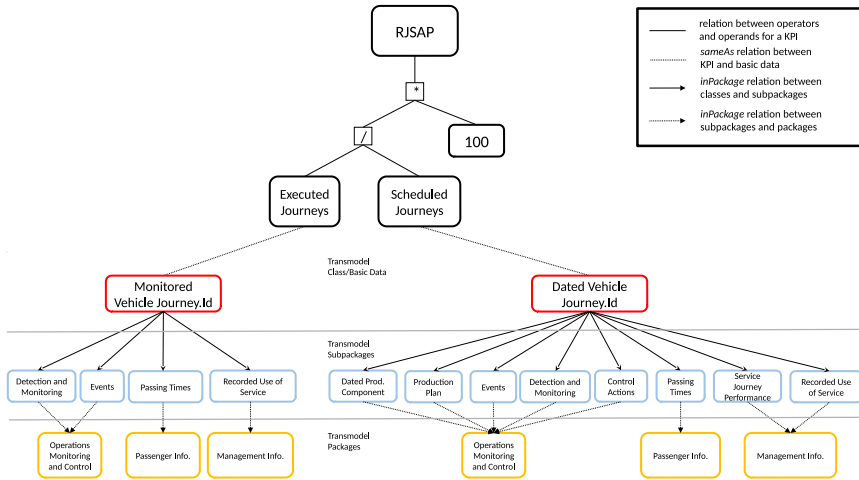 RJSAP
*
/
100
Executed
Journeys
Scheduled
Journeys
relation between operators
and operands for a KPI
sameAs relation between
KPI and basic data
inPackage relation between
classes and subpackages
inPackage relation between
subpackages and packages
Transmodel
Class/Basic Data
Monitored
Vehicle Journey.Id
Dated Vehicle
Journey.Id
Transmodel
Subpackages
Detection and
Monitoring
Events
Passing Times
Recorded Use of
Service
Dated Prod.
Component
Production
Plan
Events
Detection and
Monitoring
Control
Actions
Passing
Times
Service
Journey
Performance
Recorded Use
of Service
Transmodel
Packages
Operations
Monitoring
and Control
Passenger Info.
Management Info.
Operations
Monitoring
and Control
Passenger Info.
Management Info.